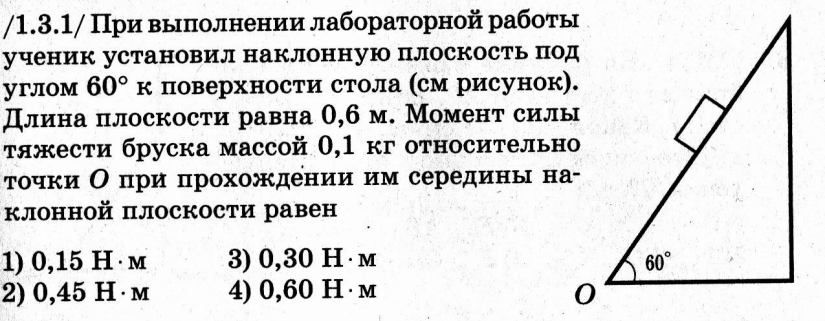 /1.3.1/ При выполнении лабораторной работы
ученик установил наклонную плоскость под
углом 60° к поверхности стола (см рисунок).
Длина плоскости равна 0,6 м. Момент силы
тяжести бруска массой 0,1 кг относительно
точки O при прохождении им середины на-
клонной плоскости равен
1) 0,15 Н · м 3) 0,30 Н · м
2) 0,45 Н · м 4) 0,60 Н · м
60°
O